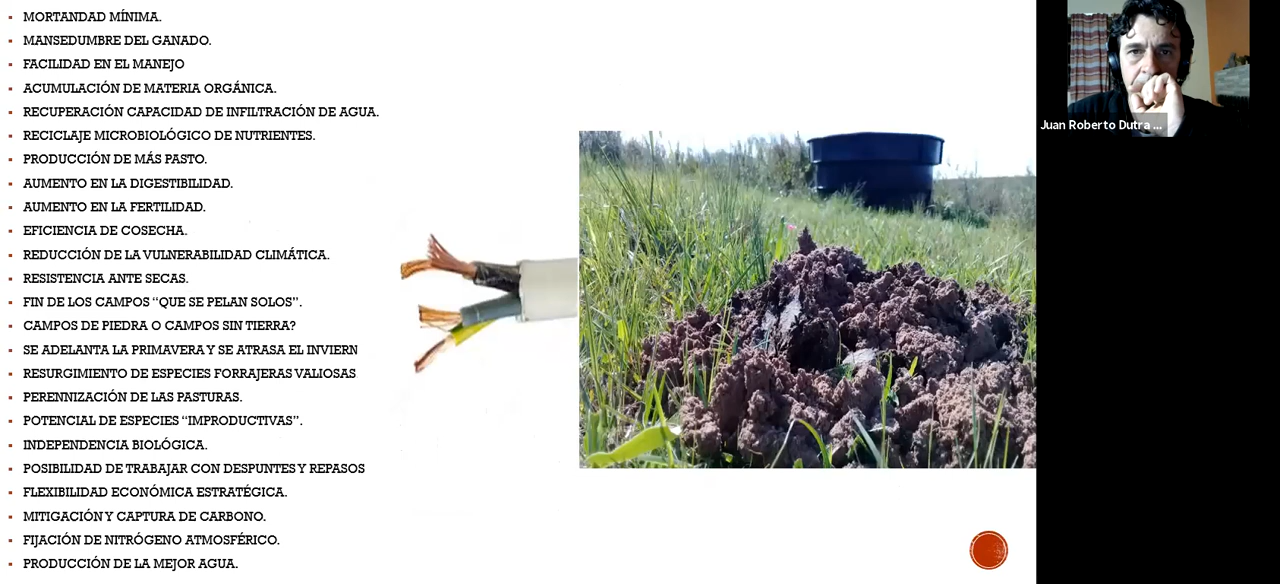 MORTANDAD MÍNIMA.
MANSEDUMBRE DEL GANADO.
FACILIDAD EN EL MANEJO
ACUMULACIÓN DE MATERIA ORGÁNICA.
RECUPERACIÓN CAPACIDAD DE INFILTRACIÓN DE AGUA.
RECICLAJE MICROBIOLÓGICO DE NUTRIENTES.
PRODUCCIÓN DE MÁS PASTO.
AUMENTO EN LA DIGESTIBILIDAD.
AUMENTO EN LA FERTILIDAD.
EFICIENCIA DE COSECHA.
REDUCCIÓN DE LA VULNERABILIDAD CLIMÁTICA.
RESISTENCIA ANTE SECAS.
FIN DE LOS CAMPOS “QUE SE PELAN SOLOS”.
CAMPOS DE PIEDRA O CAMPOS SIN TIERRA?
SE ADELANTA LA PRIMAVERA Y SE ATRASA EL INVIERN
RESURGIMIENTO DE ESPECIES FORRAJERAS VALIOSAS
PERENNIZACIÓN DE LAS PASTURAS.
POTENCIAL DE ESPECIES “IMPRODUCTIVAS”.
INDEPENDENCIA BIOLÓGICA.
POSIBILIDAD DE TRABAJAR CON DESPUNTES Y REPASOS
FLEXIBILIDAD ECONÓMICA ESTRATÉGICA.
MITIGACIÓN Y CAPTURA DE CARBONO.
FIJACIÓN DE NITRÓGENO ATMOSFÉRICO.
PRODUCCIÓN DE LA MEJOR AGUA.
Juan Roberto Dutra ...